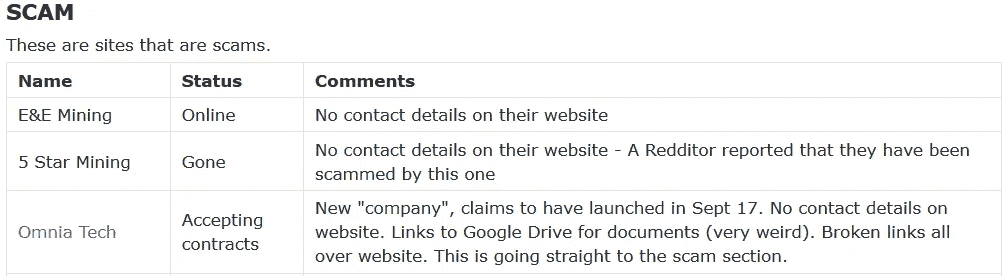 SCAM
These are sites that are scams.
Name Status Comments
E&E Mining Online No contact details on their website
5 Star Mining Gone No contact details on their website - A Redditor reported that they have been
scammed by this one
Omnia Tech Accepting
contracts New "company", claims to have launched in Sept 17. No contact details on
website. Links to Google Drive for documents (very weird). Broken links all
over website. This is going straight to the scam section.